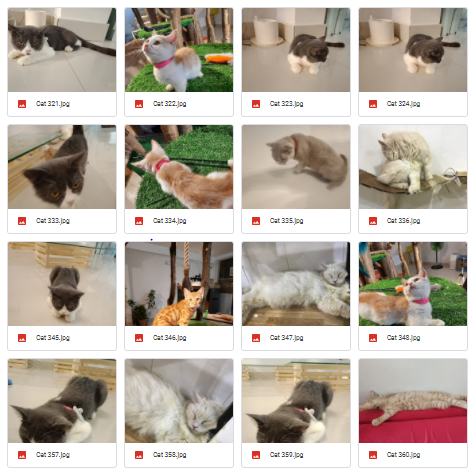 Cat 321.jpg
Cat 322.jpg
Cat 323.jpg
Cat 324.jpg
Cat 333.jpg
Cat 334.jpg
Cat 335.jpg
Cat 336.jpg
Cat 345.jpg
Cat 346.jpg
Cat 347.jpg
Cat 348.jpg
Cat 357.jpg
Cat 358.jpg
Cat 359.jpg
Cat 360.jpg